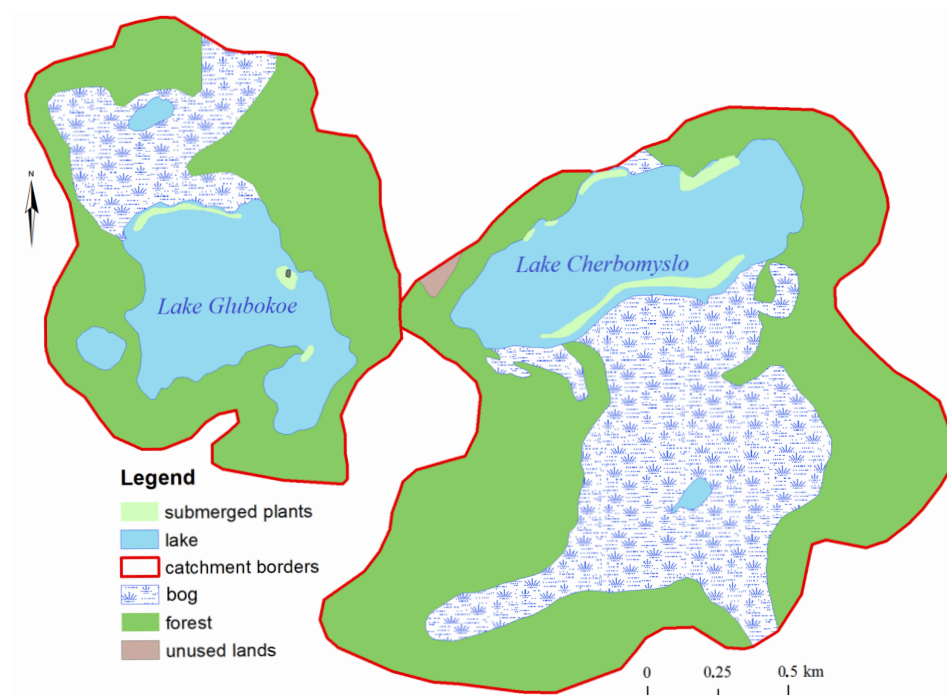 N
Lake Cherbomyslo
Lake Glubokoe
Legend
submerged plants
lake
catchment borders
bog
forest
unused lands
0 0.25 0.5 km